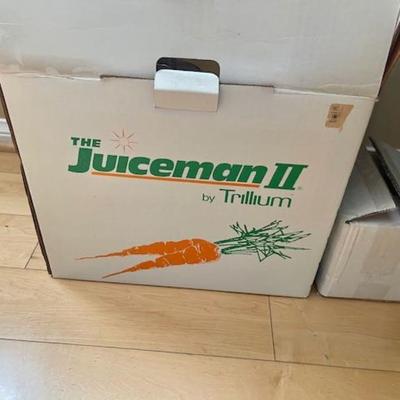 THE
Juiceman II
by Trillium